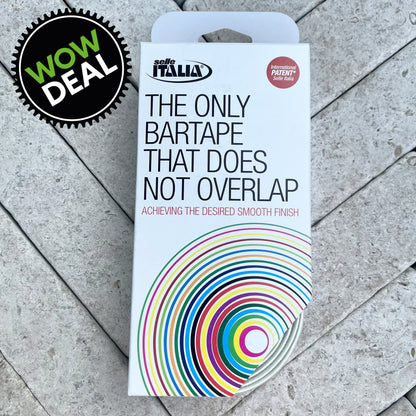 WOW
DEAL
selle
ITALIA
International
PATENT®
Selle Italia
THE ONLY
BARTAPE
THAT DOES
NOT OVERLAP
ACHIEVING THE DESIRED SMOOTH FINISH